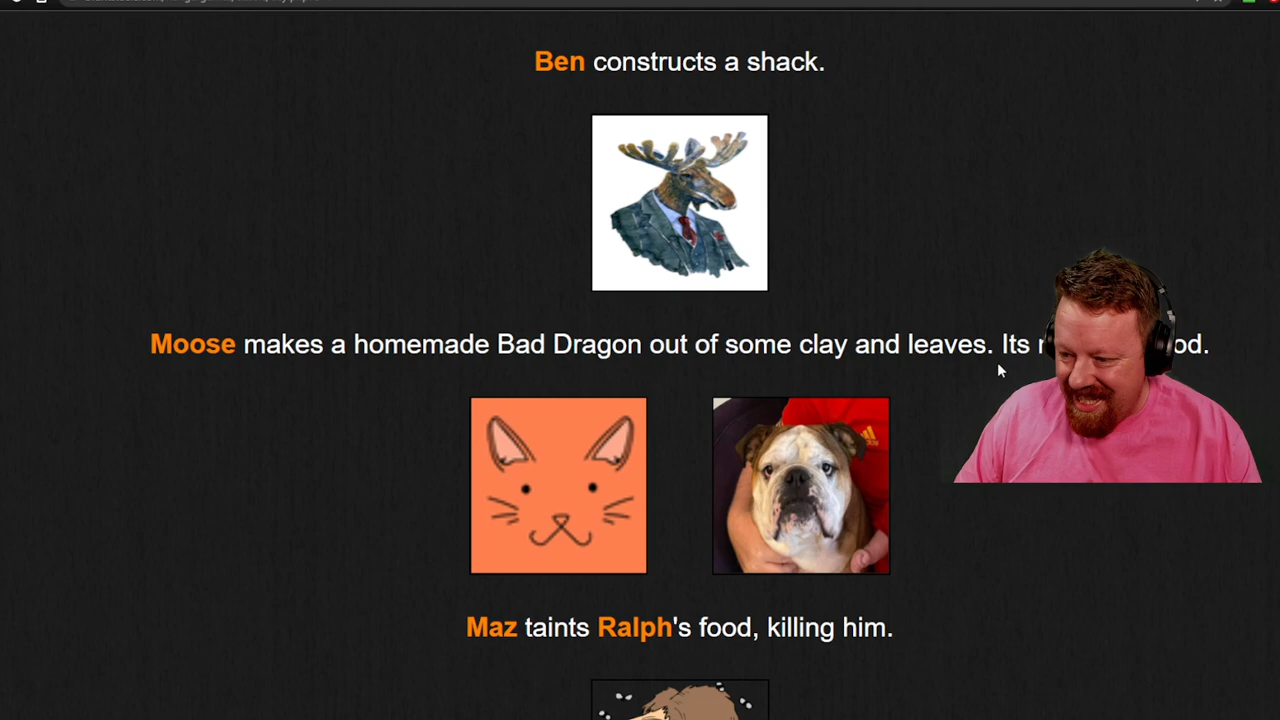 Ben constructs a shack.
Moose makes a homemade Bad Dragon out of some clay and leaves. Its
Maz taints Ralph's food, killing him.